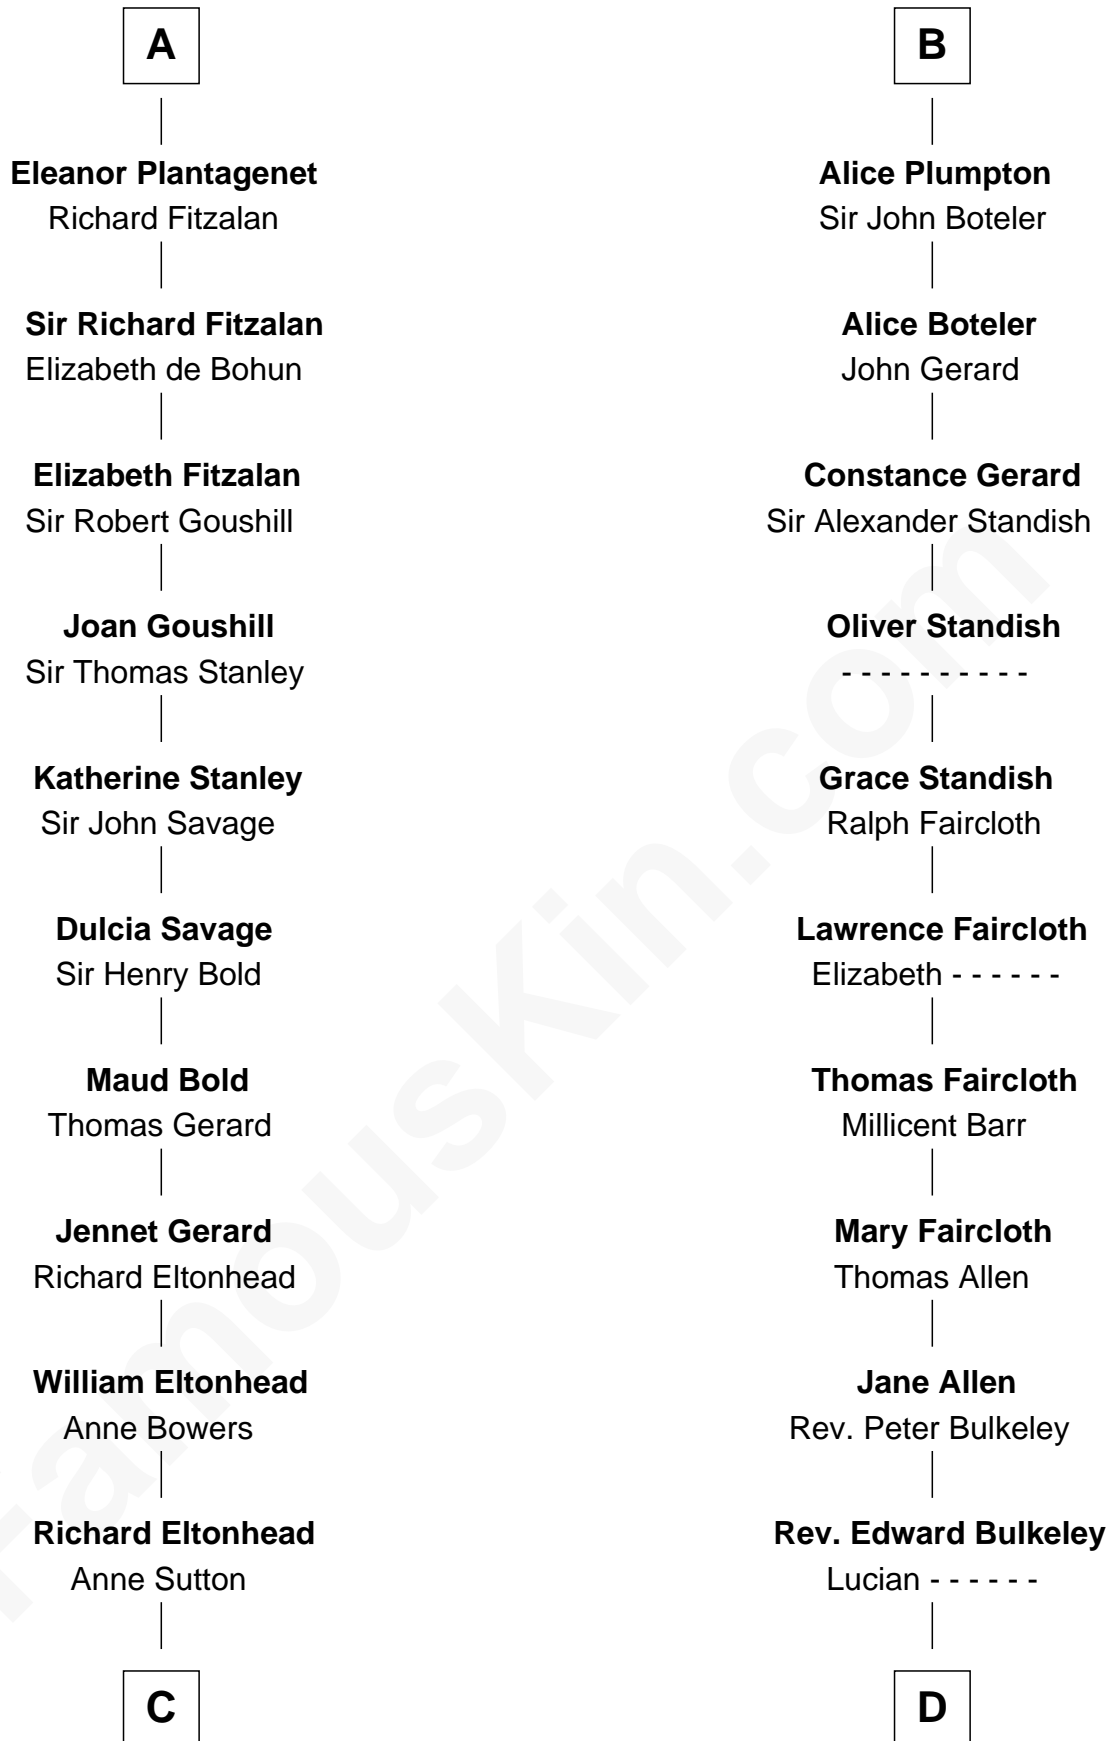 A
Eleanor Plantagenet
Richard Fitzalan
Sir Richard Fitzalan
Elizabeth de Bohun
Elizabeth Fitzalan
Sir Robert Goushill
Joan Goushill
Sir Thomas Stanley
Katherine Stanley
Sir John Savage
Dulcia Savage
Sir Henry Bold
Maud Bold
Thomas Gerard
Jennet Gerard
Richard Eltonhead
William Eltonhead
Anne Bowers
Richard Eltonhead
Anne Sutton
C
B
Alice Plumpton
Sir John Boteler
Alice Boteler
John Gerard
Constance Gerard
Sir Alexander Standish
Oliver Standish
- - - - - - - - - -
Grace Standish
Ralph Faircloth
Lawrence Faircloth
Elizabeth - - - - - -
Thomas Faircloth
Millicent Barr
Mary Faircloth
Thomas Allen
Jane Allen
Rev. Peter Bulkeley
Rev. Edward Bulkeley
Lucian - - - - - -
D
FamousKin.com